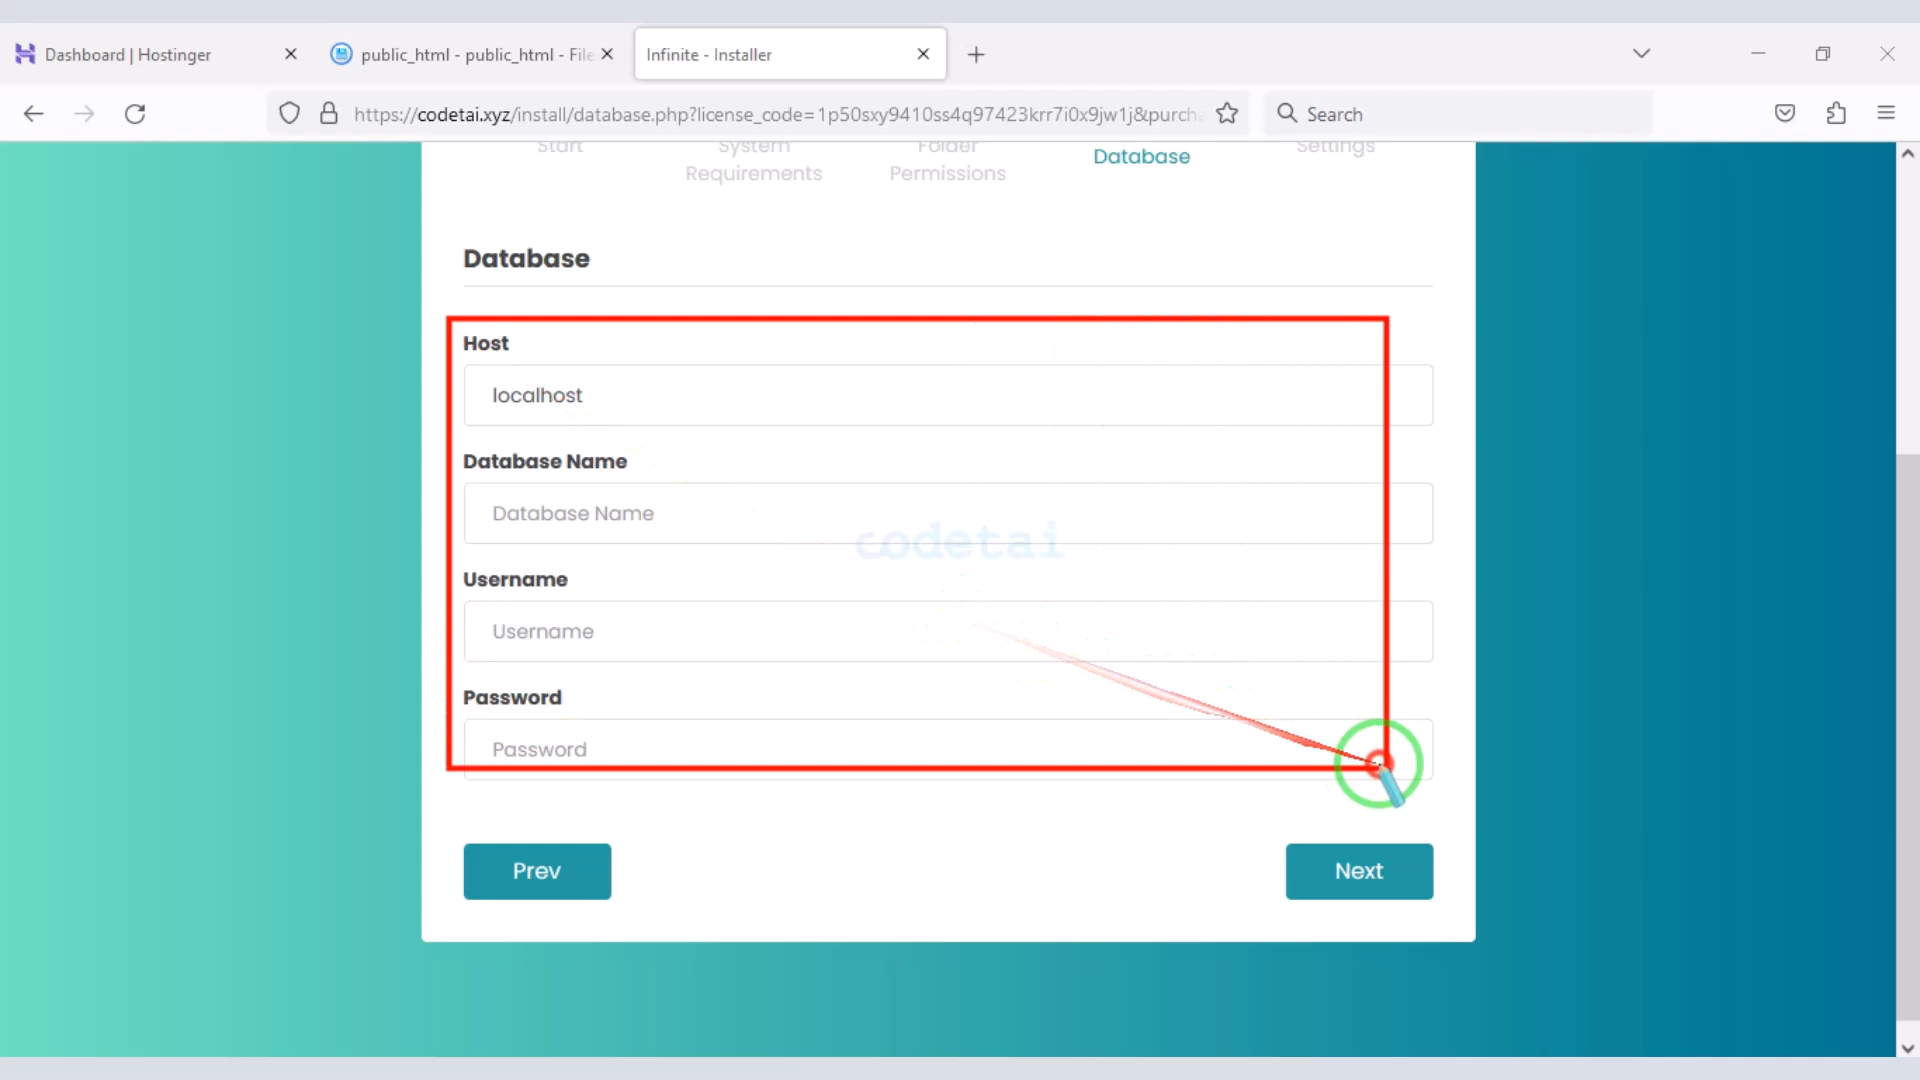 Dashboard | Hostinger
public_html - public_html - File
Infinite - Installer
https://codetai.xyz/install/database.php?license_code=1p50sxy9410ss4q97423krr7i0x9jw1j&purcha
Search
Start
System Requirements
Folder Permissions
Database
Settings
Database
Host
localhost
Database Name
Database Name
codetai
Username
Username
Password
Password
Prev
Next